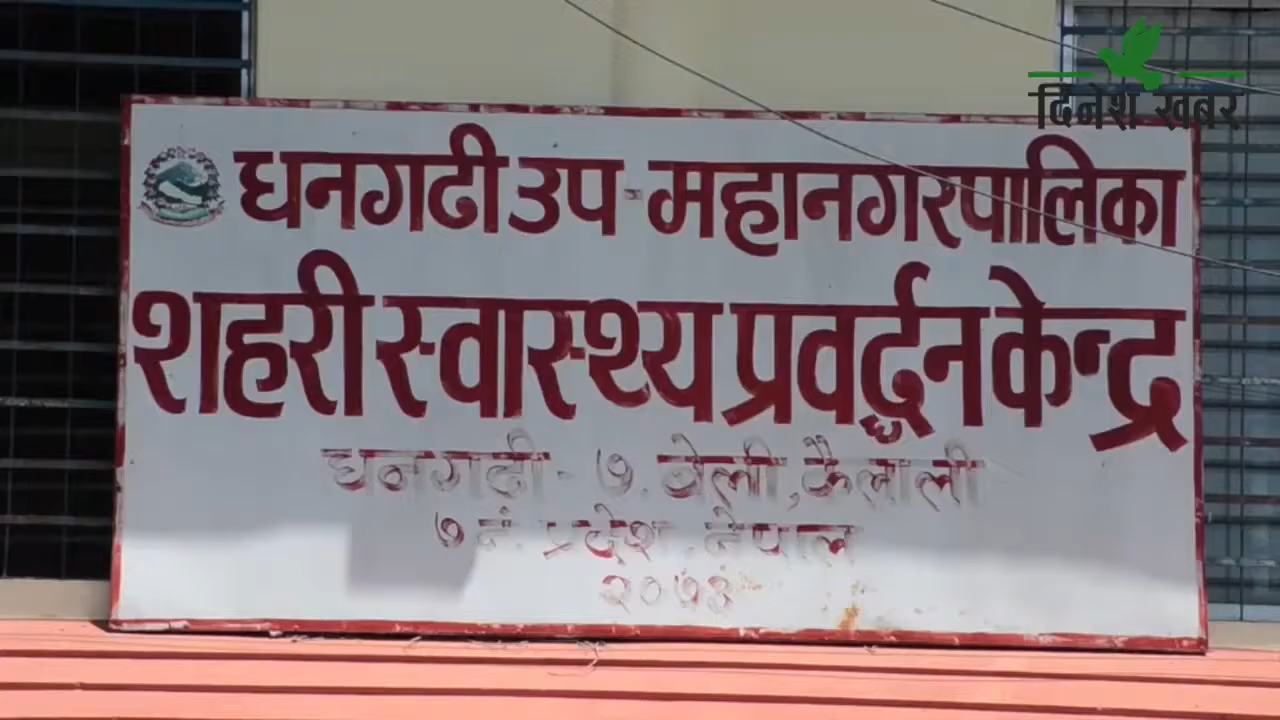 दिनेश खबर
धनगढी उप-महानगरपालिका
शहरी स्वास्थ्य प्रवर्द्धन केन्द्र
धनगढी - ७, बेली, कैलाली
७ नं. प्रदेश, नेपाल
२०७४